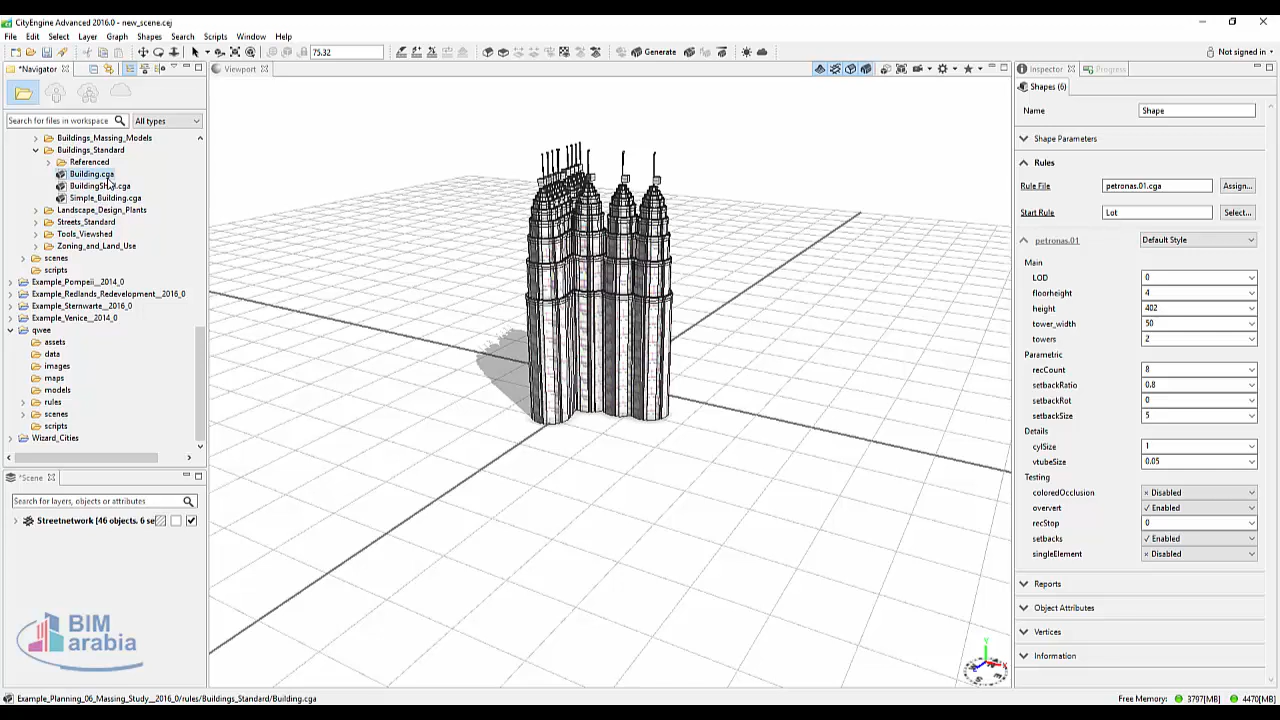 CityEngine Advanced 2016.0 - new_scene.cej
File Edit Select Layer Graph Shapes Search Scripts Window Help
75.32
Generate
Not signed in
*Navigator
Viewport
Inspector
Progress
Shapes (6)
Search for files in workspace
All types
Name
Shape
Buildings_Massing_Models
Buildings_Standard
Referenced
Building.cga
Simple_Building.cga
Landscape_Design_Plants
Streets_Standard
Tools_Viewshed
Zoning_and_Land_Use
scenes
scripts
Example_Pompeii__2014_0
Example_Redlands_Redevelopment__2016_0
Example_Sternwarte__2016_0
Example_Venice__2014_0
qwee
assets
data
images
maps
models
rules
scenes
scripts
Wizard_Cities
*Scene
Search for layers, objects or attributes
Streetnetwork [46 objects, 6 se
BIM
arabia
Shape Parameters
Rules
Rule File petronas.01.cga Assign...
Start Rule Lot Select...
petronas.01 Default Style
Main
LOD 0
floorheight 4
height 402
tower_width 50
towers 2
Parametric
recCount 8
setbackRatio 0.8
setbackRot 0
setbackSize 5
Details
cylSize 1
vtubeSize 0.05
Testing
coloredOcclusion × Disabled
oververt ✓ Enabled
recStop 0
setbacks ✓ Enabled
singleElement × Disabled
Reports
Object Attributes
Vertices
Information
Example_Planning_06_Massing_Study__2016_0/rules/Buildings_Standard/Building.cga
Free Memory: 3797[MB] 4470[MB]